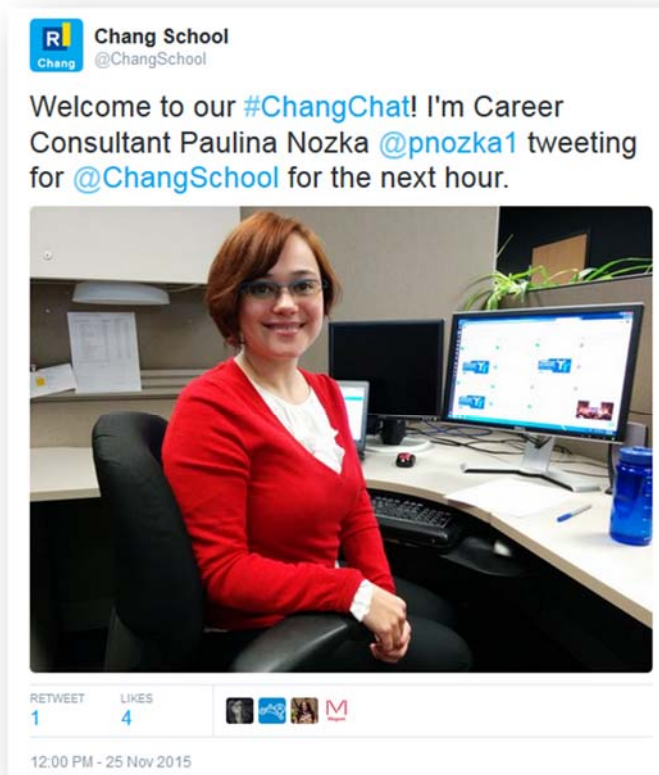 R
Chang
Chang School
@ChangSchool
Welcome to our #ChangChat! I'm Career
Consultant Paulina Nozka @pnozka1 tweeting
for @ChangSchool for the next hour.
RETWEET LIKES
1 4
12:00 PM - 25 Nov 2015